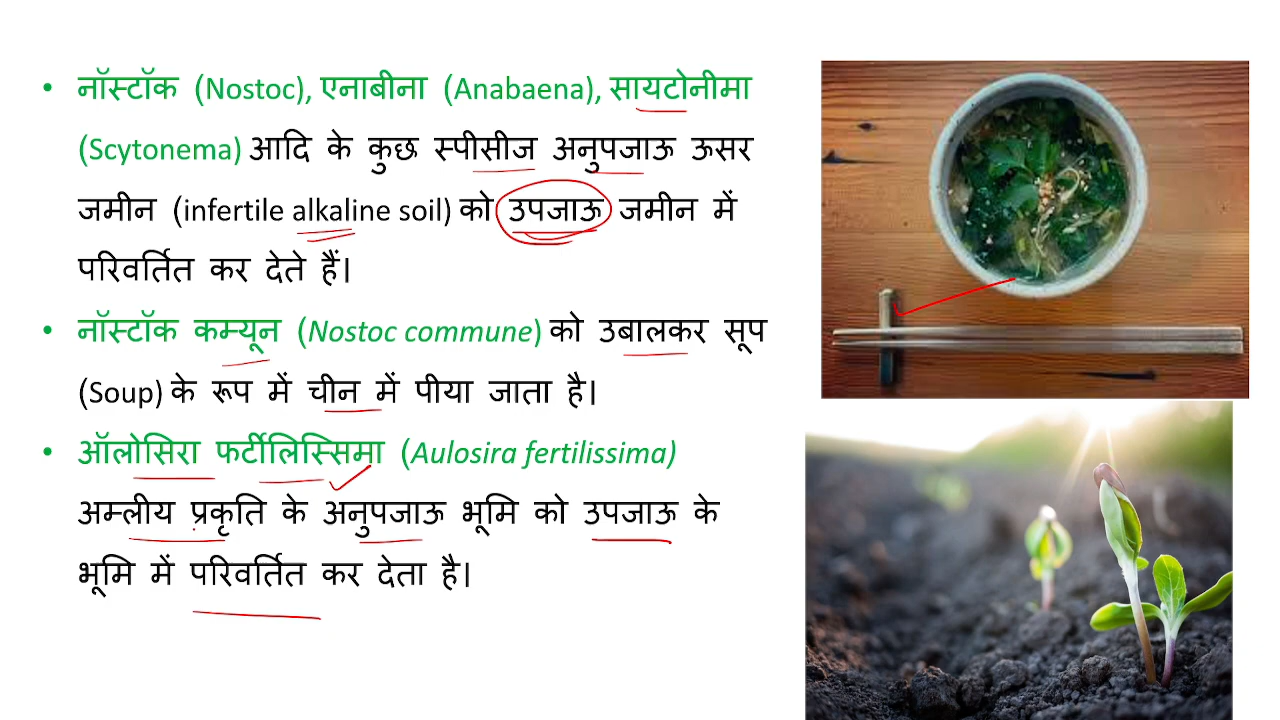 • नॉस्टॉक (Nostoc), एनाबीना (Anabaena), सायटोनीमा
(Scytonema) आदि के कुछ स्पीसीज अनुपजाऊ ऊसर
जमीन (infertile alkaline soil) को उपजाऊ जमीन में
परिवर्तित कर देते हैं।
• नॉस्टॉक कम्यून (Nostoc commune) को उबालकर सूप
(Soup) के रूप में चीन में पीया जाता है।
• ऑलोसिरा फर्टीलिस्सिमा (Aulosira fertilissima)
अम्लीय प्रकृति के अनुपजाऊ भूमि को उपजाऊ के
भूमि में परिवर्तित कर देता है।